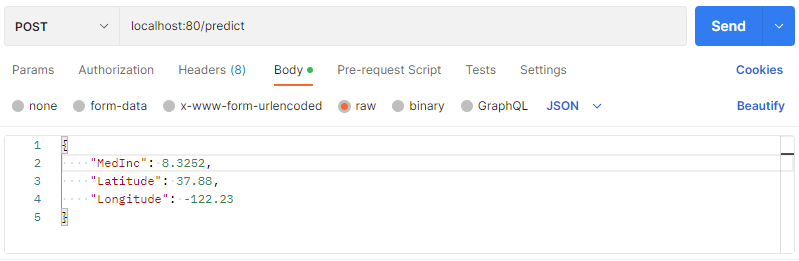 POST localhost:80/predict Send
Params Authorization Headers (8) Body Pre-request Script Tests Settings Cookies
none form-data x-www-form-urlencoded raw binary GraphQL JSON Beautify
1 {
2 "MedInc": 8.3252,
3 "Latitude": 37.88,
4 "Longitude": -122.23
5 }